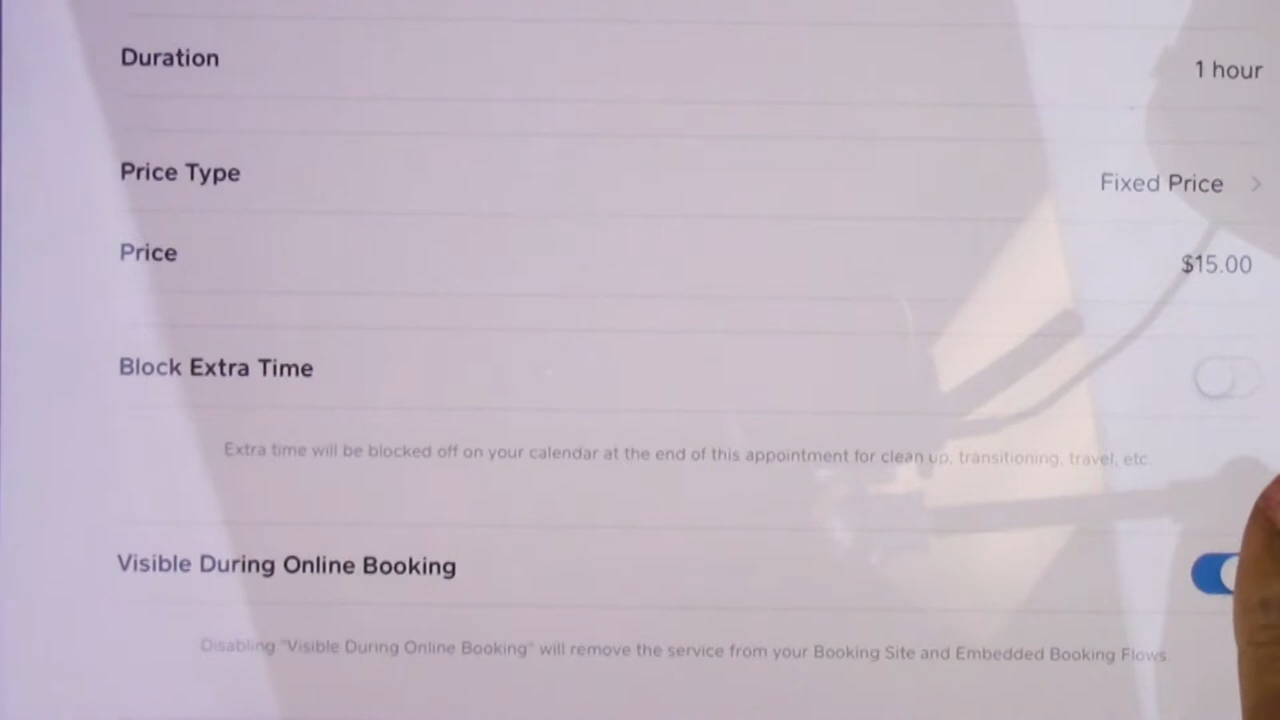 Duration
1 hour
Price Type
Fixed Price
Price
$15.00
Block Extra Time
Extra time will be blocked off on your calendar at the end of this appointment for clean up, transitioning, travel, etc.
Visible During Online Booking
Disabling "Visible During Online Booking" will remove the service from your Booking Site and Embedded Booking Flows.